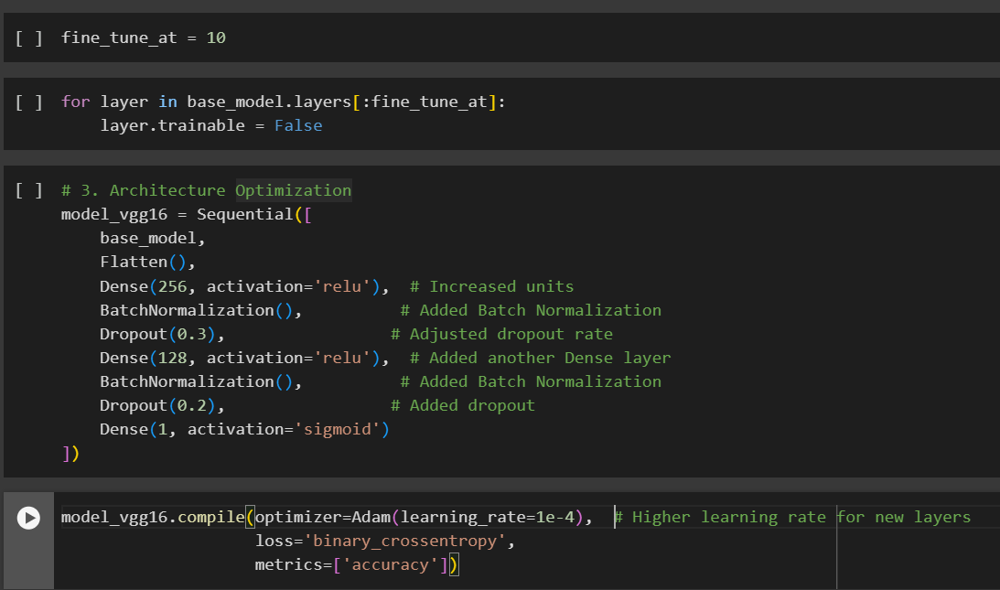 [ ] fine_tune_at = 10
[ ] for layer in base_model.layers[:fine_tune_at]:
layer.trainable = False
[ ] # 3. Architecture Optimization
model_vgg16 = Sequential([
base_model,
Flatten(),
Dense(256, activation='relu'),  # Increased units
BatchNormalization(),          # Added Batch Normalization
Dropout(0.3),                 # Adjusted dropout rate
Dense(128, activation='relu'),  # Added another Dense layer
BatchNormalization(),          # Added Batch Normalization
Dropout(0.2),                 # Added dropout
Dense(1, activation='sigmoid')
])
model_vgg16.compile(optimizer=Adam(learning_rate=1e-4),  # Higher learning rate for new layers
loss='binary_crossentropy',
metrics=['accuracy'])